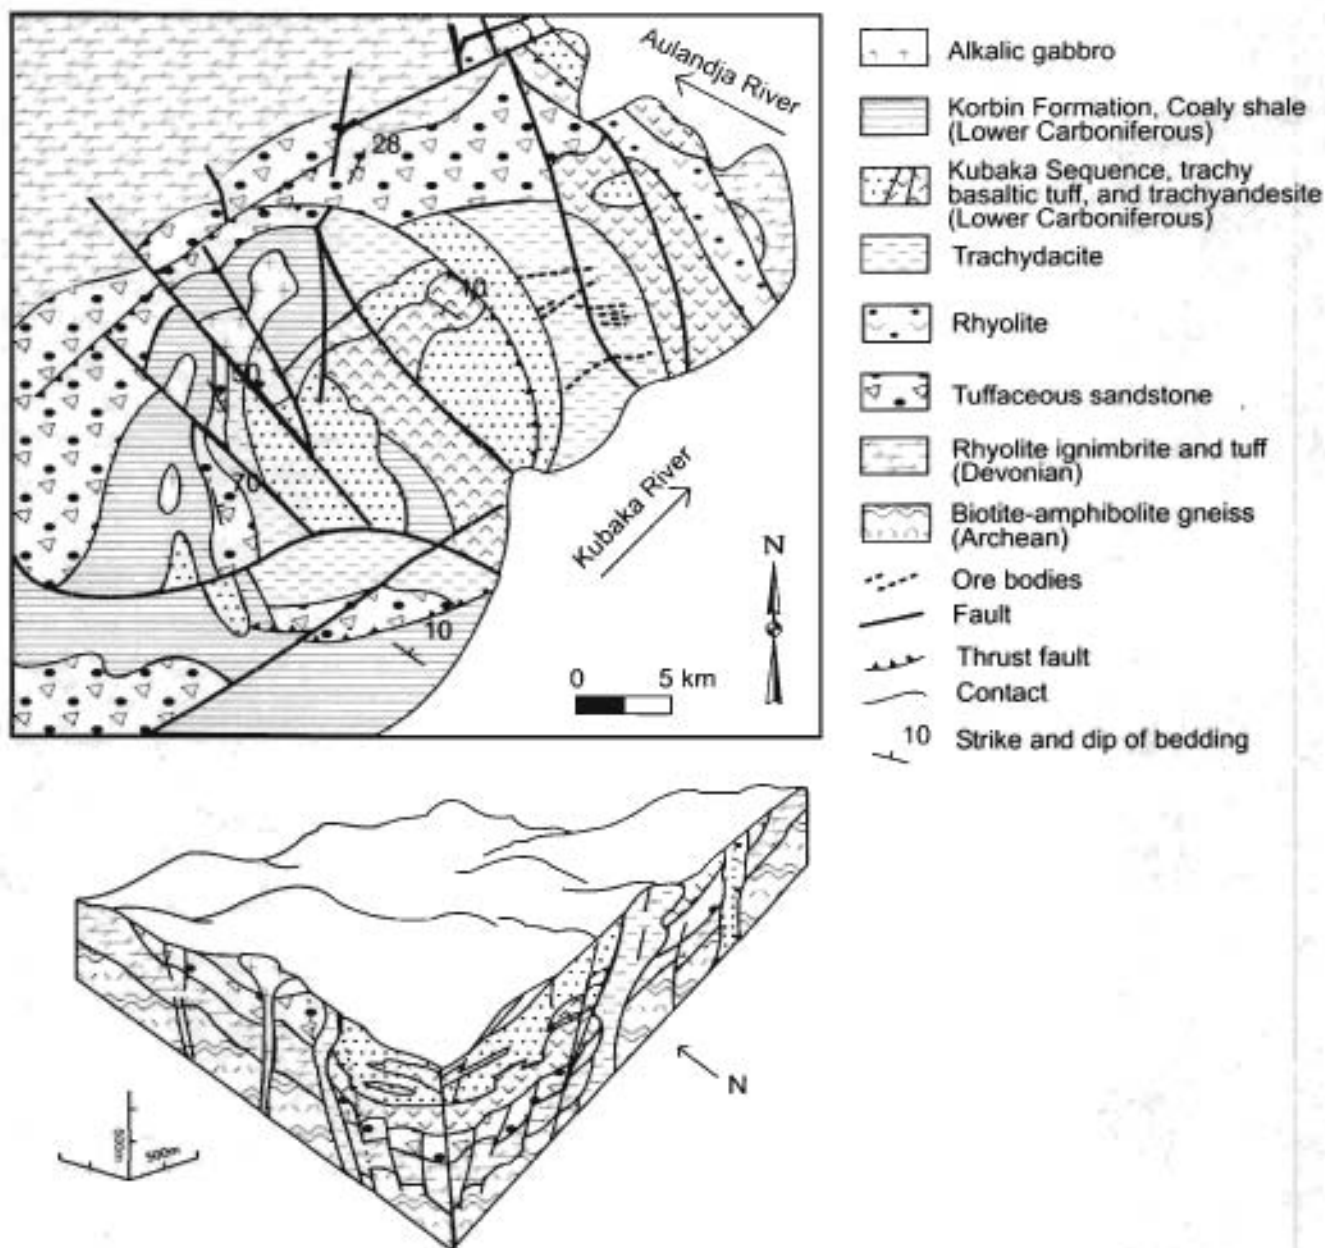 Aulandja
River
28
10
50
70
Kubaka River
10
N
0 5 km
Alkalic gabbro
Korbin Formation, Coaly shale
(Lower Carboniferous)
Kubaka Sequence, trachy
basaltic tuff, and trachyandesite
(Lower Carboniferous)
Trachydacite
Rhyolite
Tuffaceous sandstone
Rhyolite ignimbrite and tuff
(Devonian)
Biotite-amphibolite gneiss
(Archean)
Ore bodies
Fault
Thrust fault
Contact
10 Strike and dip of bedding
N
500m
500m